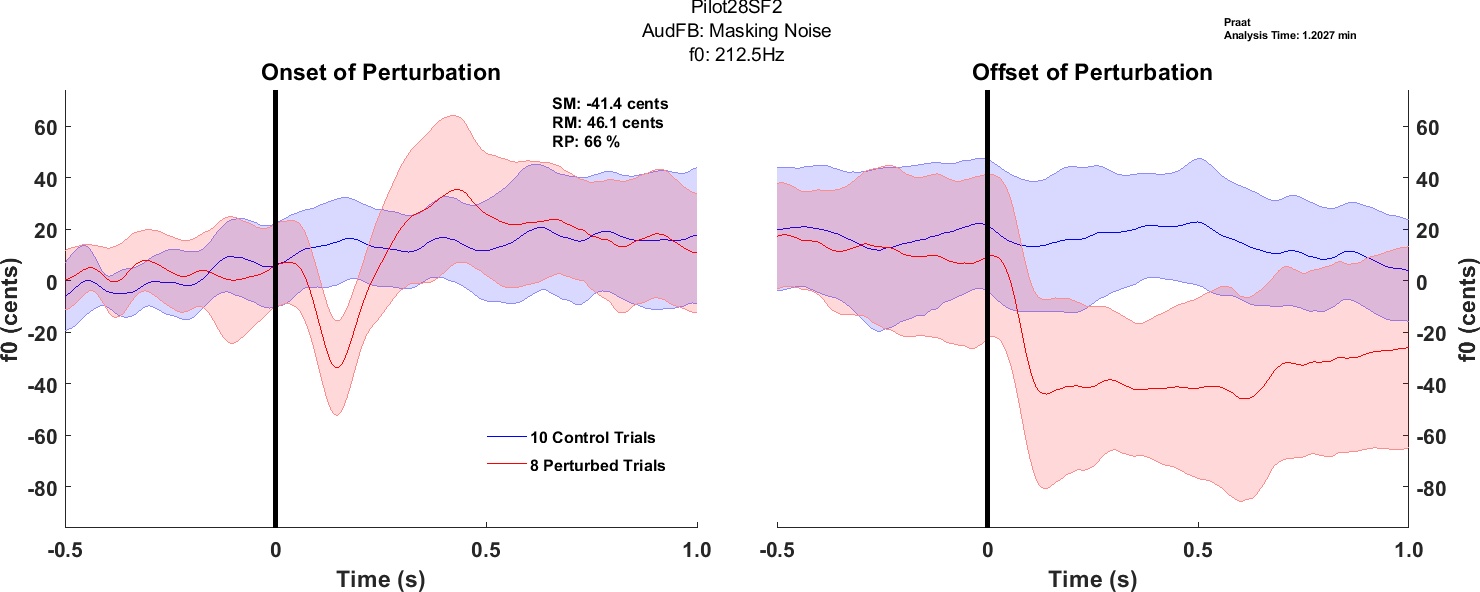 Pilot28SF2
AudFB: Masking Noise
f0: 212.5Hz
Praat
Analysis Time: 1.2027 min
Onset of Perturbation
SM: -41.4 cents
RM: 46.1 cents
RP: 66 %
f0 (cents)
60
40
20
0
-20
-40
-60
-80
10 Control Trials
8 Perturbed Trials
-0.5 0 0.5 1.0
Time (s)
Offset of Perturbation
60
40
20
0
-20
-40
-60
-80
f0 (cents)
-0.5 0 0.5 1.0
Time (s)